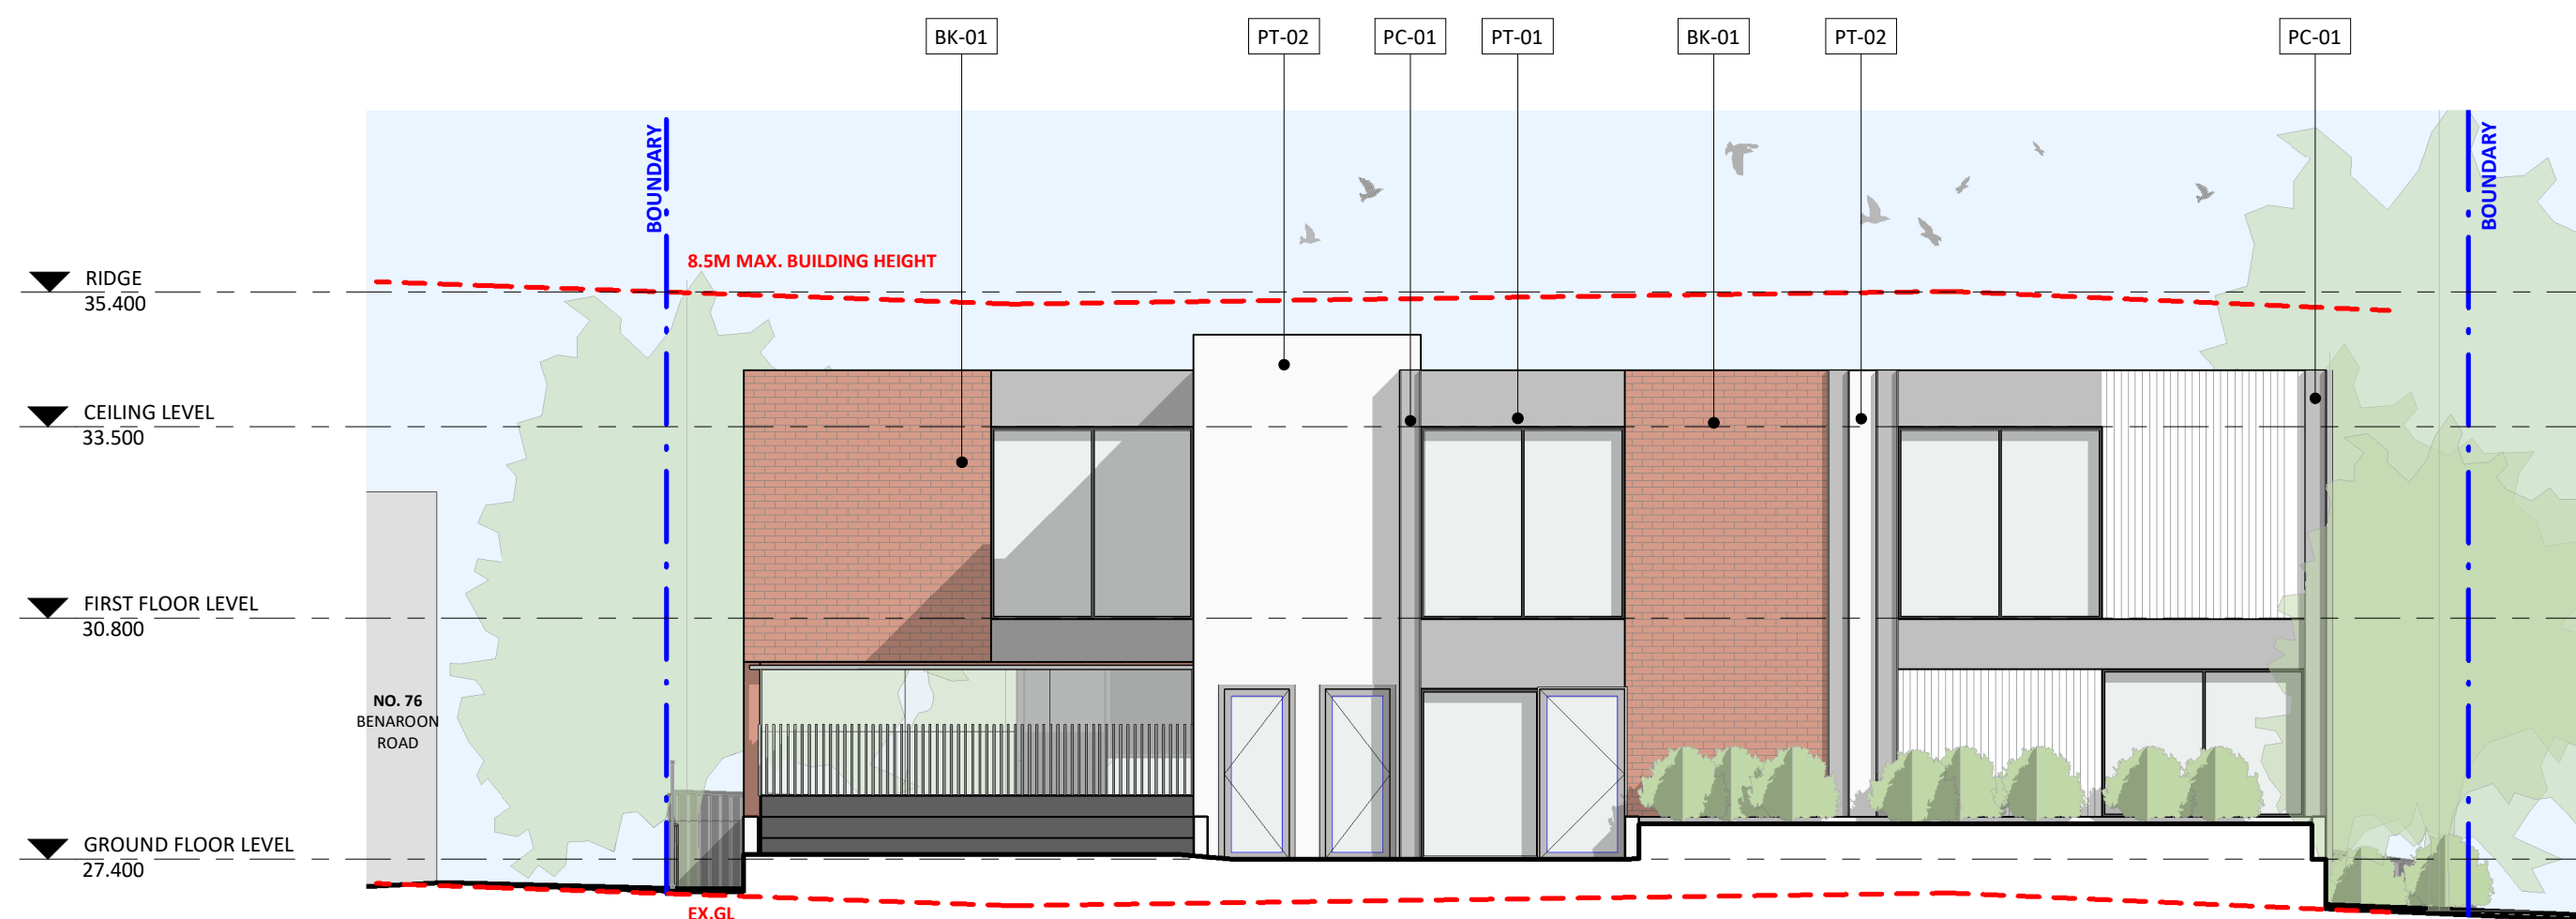 BK-01
PT-02
PC-01
PT-01
BK-01
PT-02
PC-01
BOUNDARY
BOUNDARY
8.5M MAX. BUILDING HEIGHT
RIDGE
35.400
CEILING LEVEL
33.500
FIRST FLOOR LEVEL
30.800
NO. 76
BENAROON
ROAD
GROUND FLOOR LEVEL
27.400
EX.GL